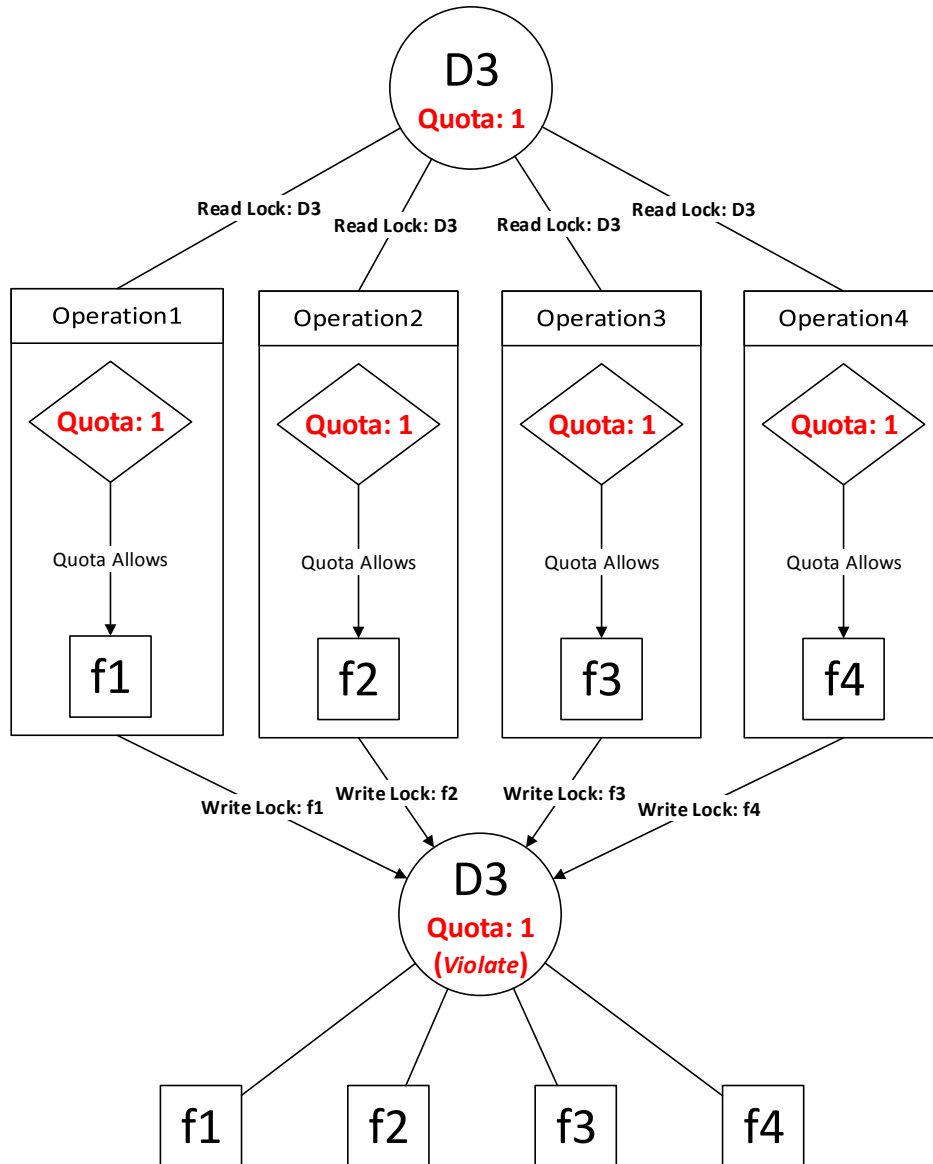 D3
Quota: 1
Read Lock: D3
Read Lock: D3
Read Lock: D3
Read Lock: D3
Operation1
Operation2
Operation3
Operation4
Quota: 1
Quota: 1
Quota: 1
Quota: 1
Quota Allows
Quota Allows
Quota Allows
Quota Allows
f1
f2
f3
f4
Write Lock: f1
Write Lock: f2
Write Lock: f3
Write Lock: f4
D3
Quota: 1
(Violate)
f1
f2
f3
f4